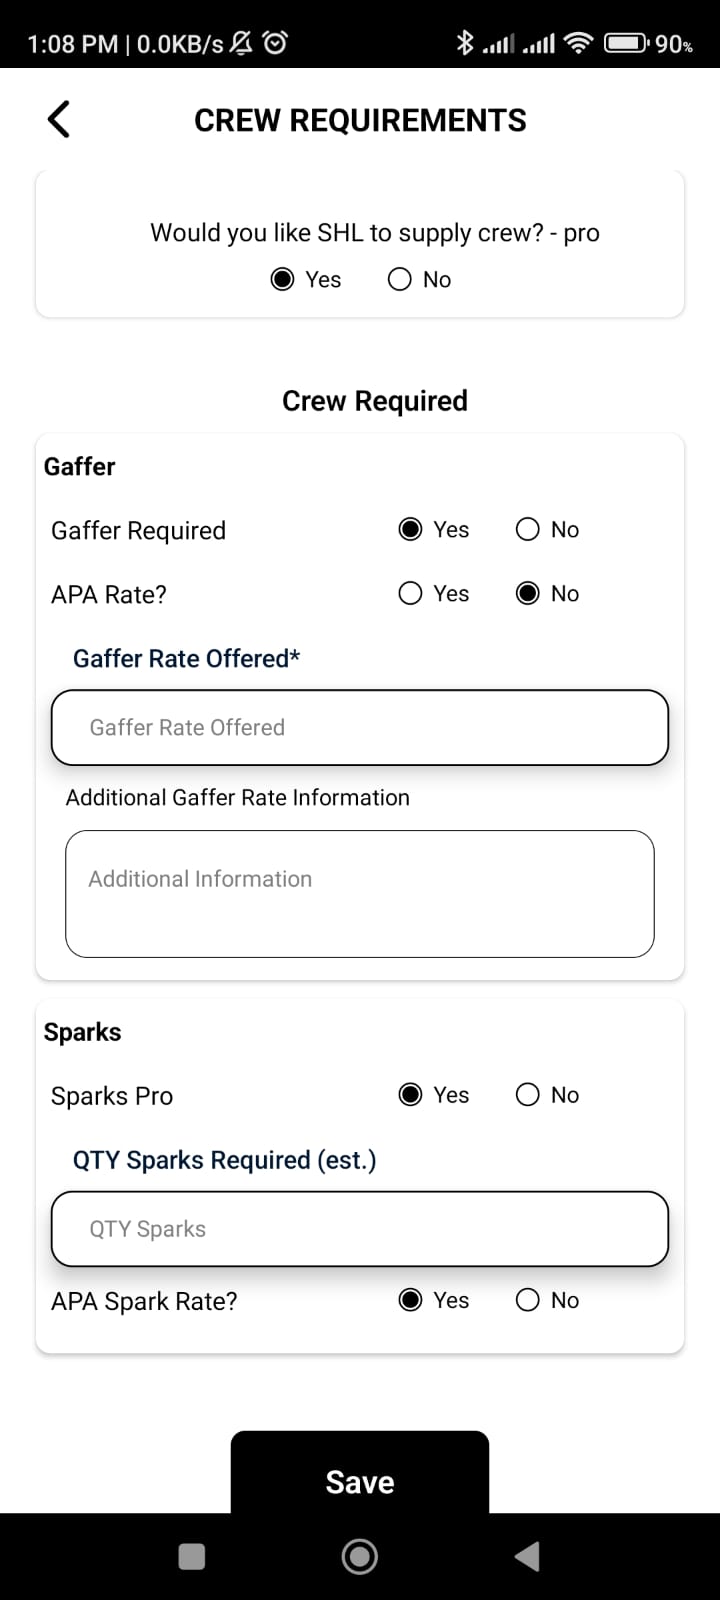 1:08 PM | 0.0KB/s 90%
CREW REQUIREMENTS
Would you like SHL to supply crew? - pro
Yes No
Crew Required
Gaffer
Gaffer Required Yes No
APA Rate? Yes No
Gaffer Rate Offered*
Gaffer Rate Offered
Additional Gaffer Rate Information
Additional Information
Sparks
Sparks Pro Yes No
QTY Sparks Required (est.)
QTY Sparks
APA Spark Rate? Yes No
Save